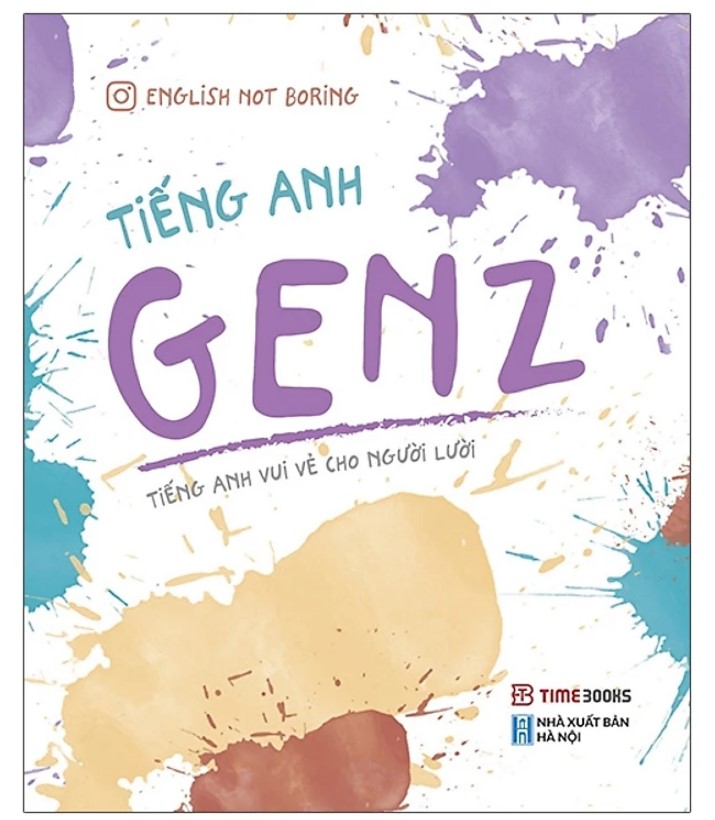 ENGLISH NOT BORING
TIẾNG ANH
GENZ
TIẾNG ANH VUI VẺ CHO NGƯỜI LƯỜI
TIMEBOOKS
NHÀ XUẤT BẢN
HÀ NỘI